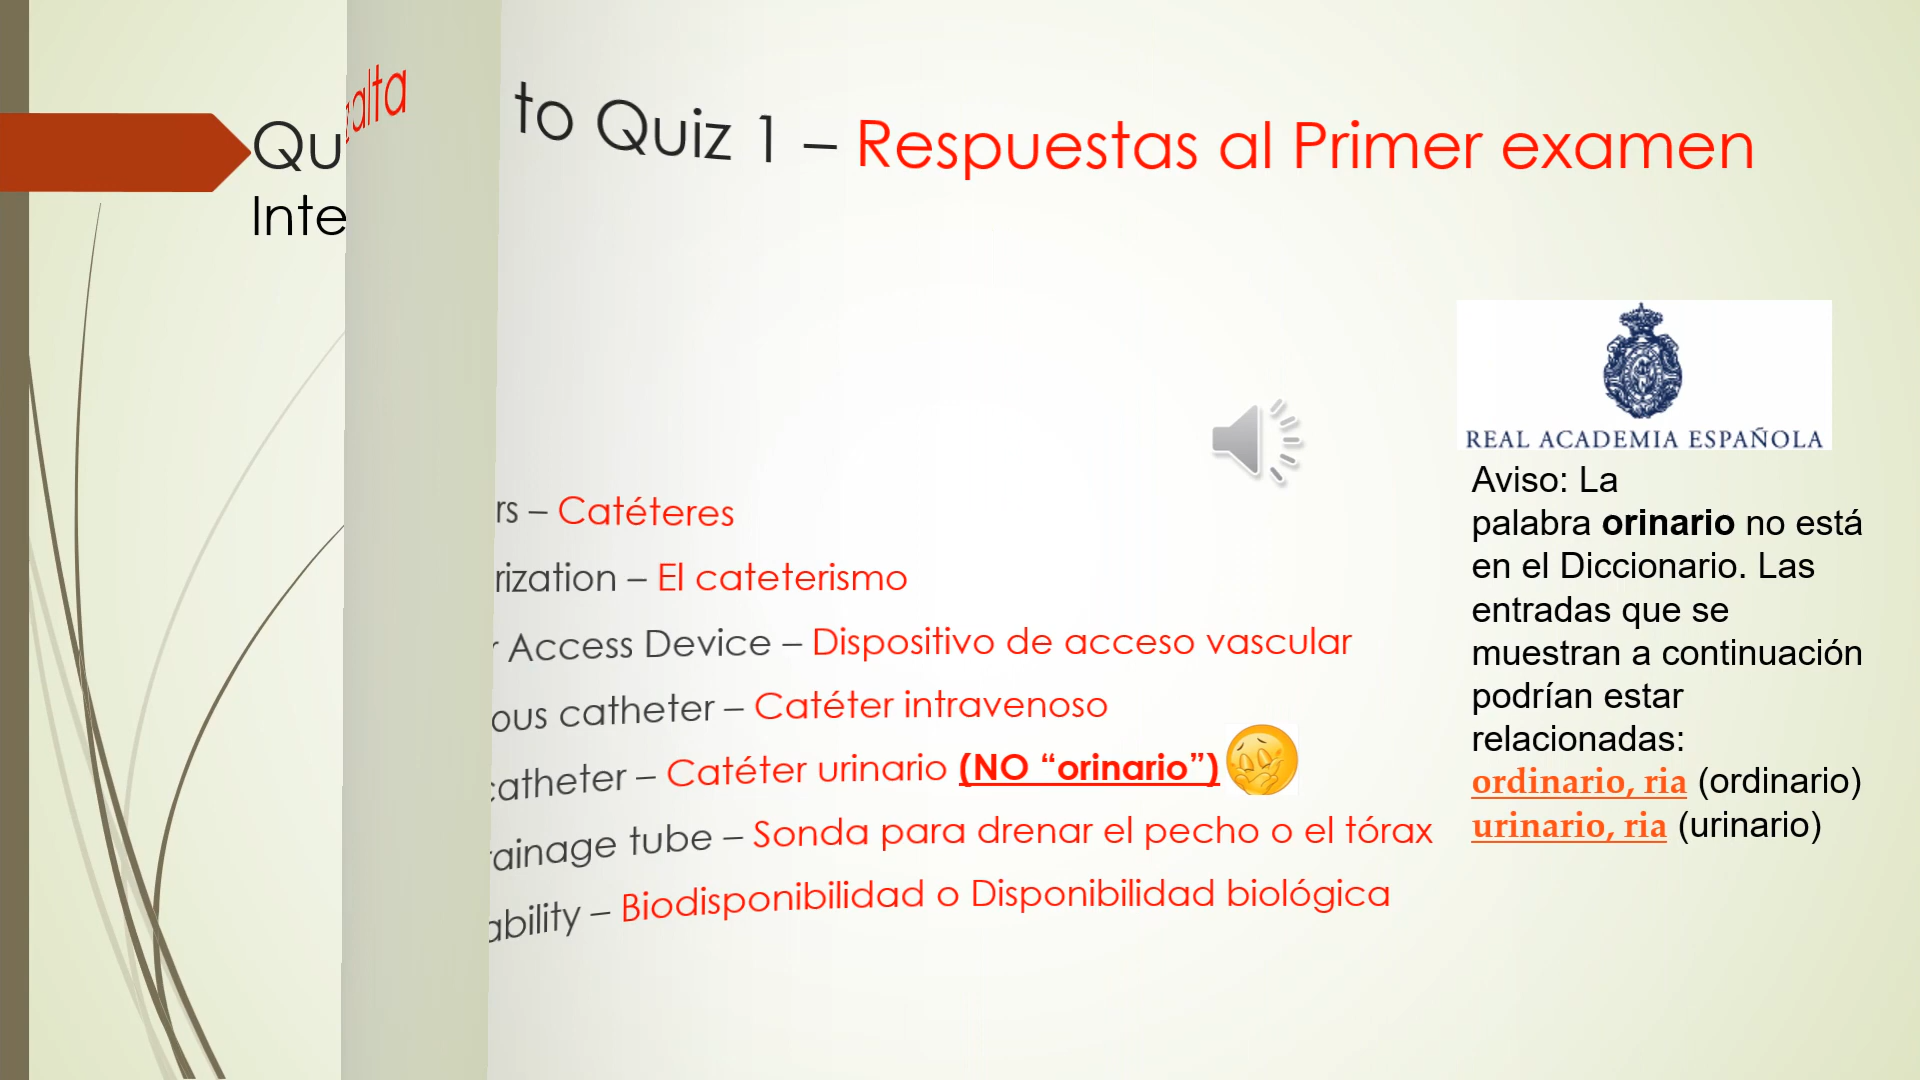 Qu
Inte
alta
to Quiz 1 – Respuestas al Primer examen
rs – Catéteres
rization – El cateterismo
r Access Device – Dispositivo de acceso vascular
ous catheter – Catéter intravenoso
catheter – Catéter urinario (NO “orinario”)
rainage tube – Sonda para drenar el pecho o el tórax
ability – Biodisponibilidad o Disponibilidad biológica
REAL ACADEMIA ESPAÑOLA
Aviso: La
palabra orinario no está
en el Diccionario. Las
entradas que se
muestran a continuación
podrían estar
relacionadas:
ordinario, ria (ordinario)
urinario, ria (urinario)